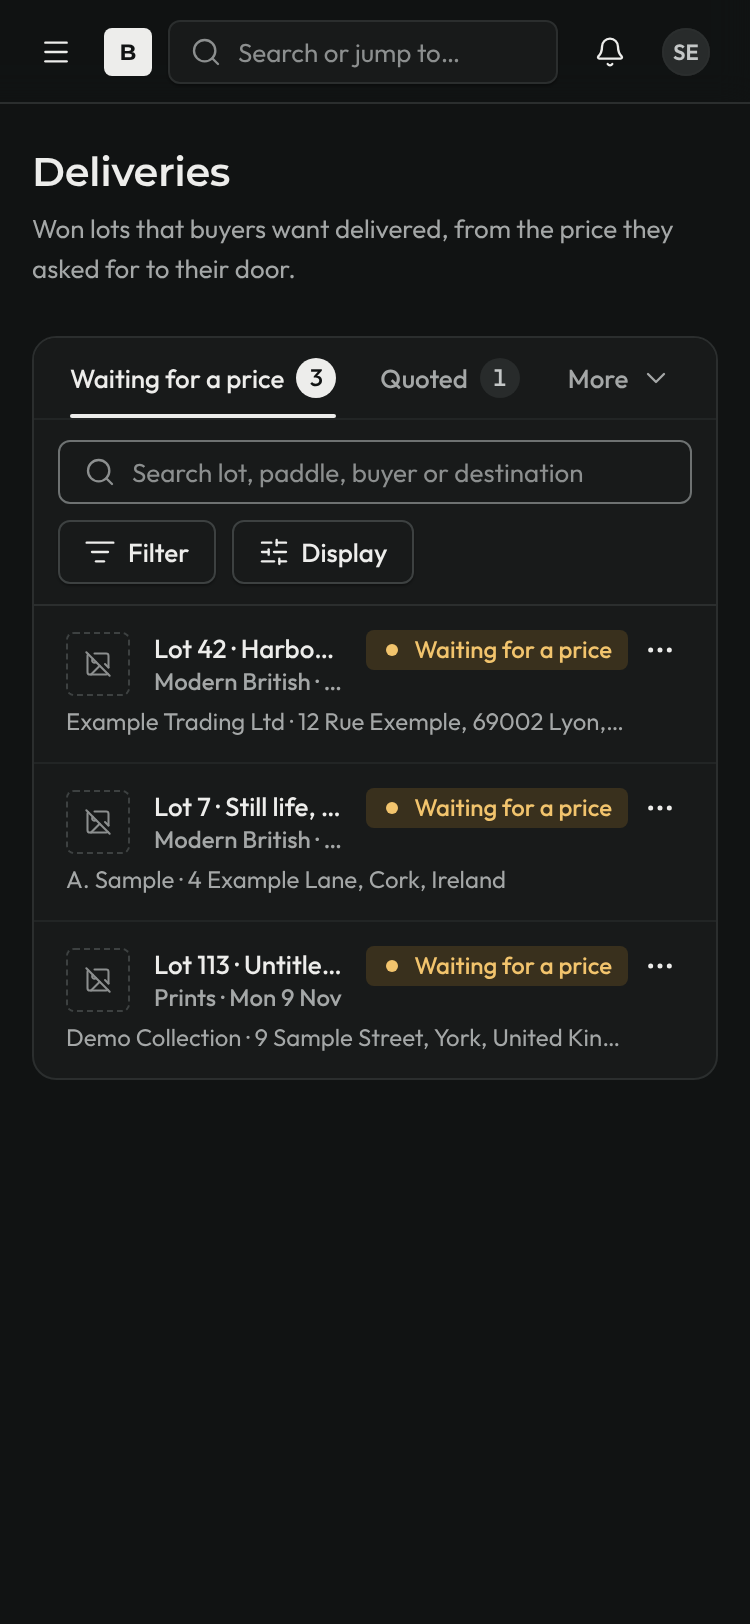 B
Search or jump to...
SE
Deliveries
Won lots that buyers want delivered, from the price they
asked for to their door.
Waiting for a price 3
Quoted 1
More
Search lot, paddle, buyer or destination
Filter
Display
Lot 42 · Harbo...
Waiting for a price
Modern British · ...
Example Trading Ltd · 12 Rue Exemple, 69002 Lyon,...
Lot 7 · Still life, ...
Waiting for a price
Modern British · ...
A. Sample · 4 Example Lane, Cork, Ireland
Lot 113 · Untitle...
Waiting for a price
Prints · Mon 9 Nov
Demo Collection · 9 Sample Street, York, United Kin...